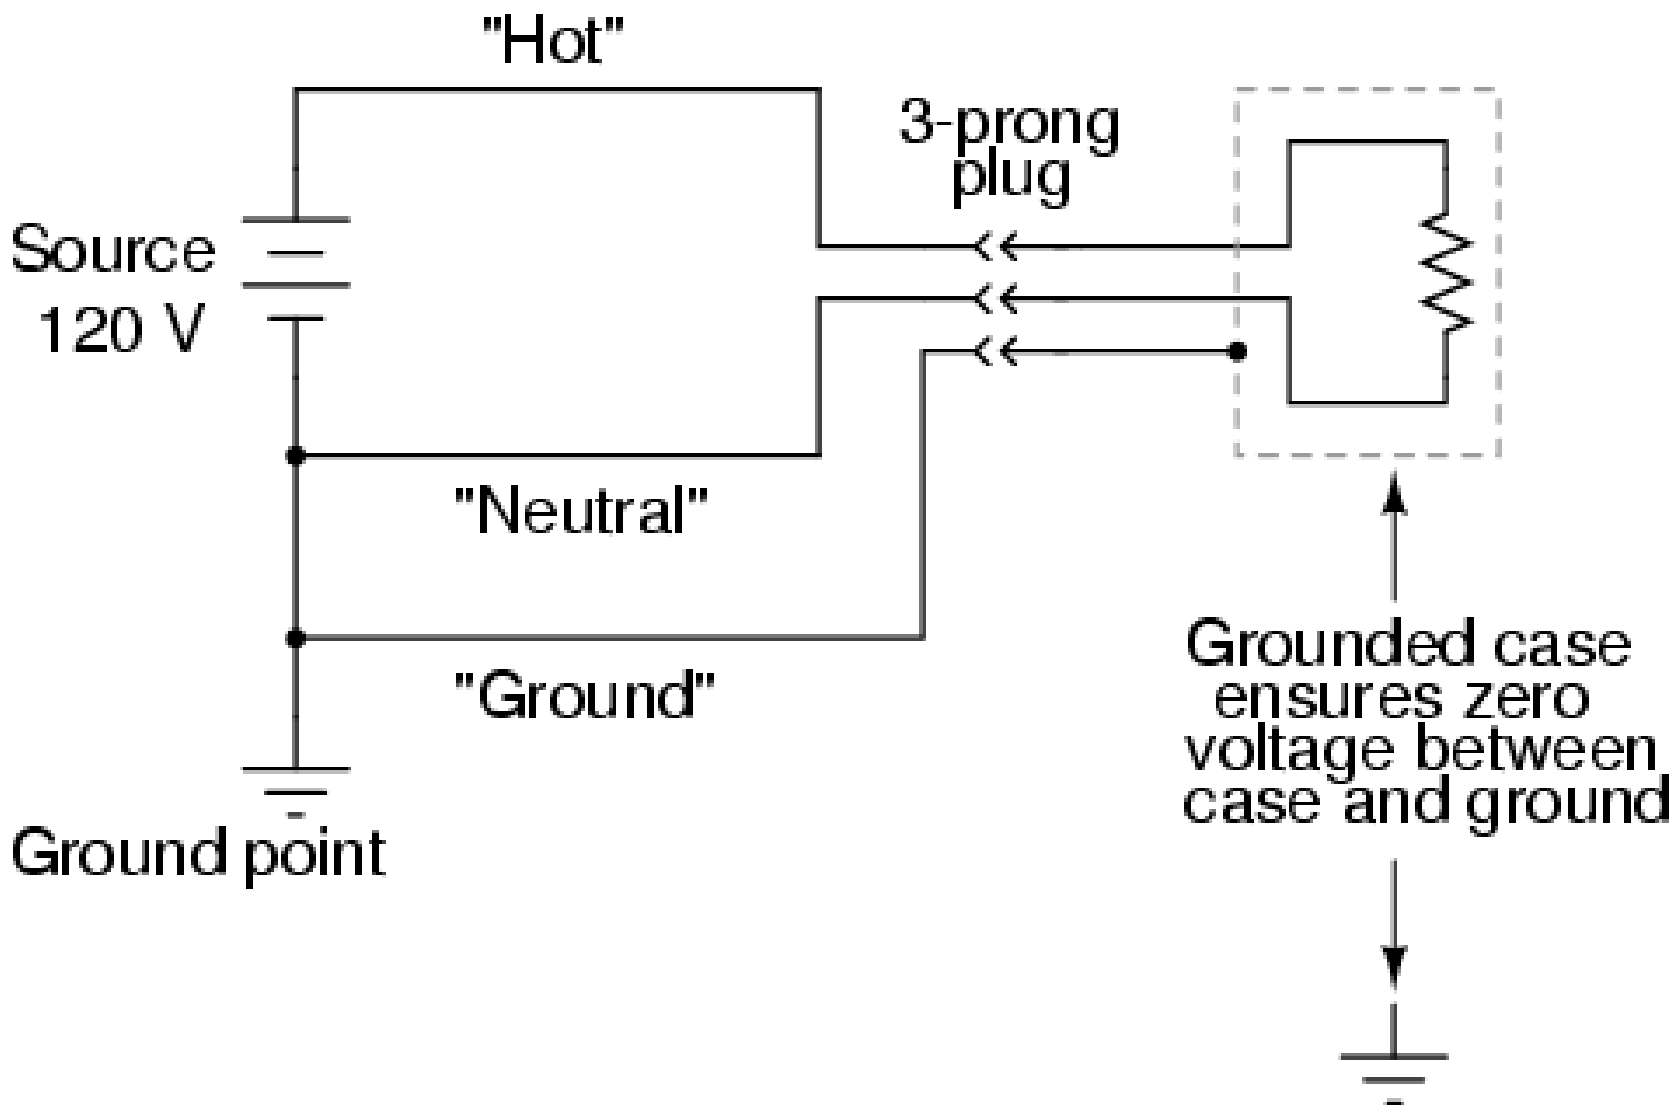 "Hot"
3-prong
plug
Source
120 V
"Neutral"
"Ground"
Ground point
Grounded case
ensures zero
voltage between
case and ground